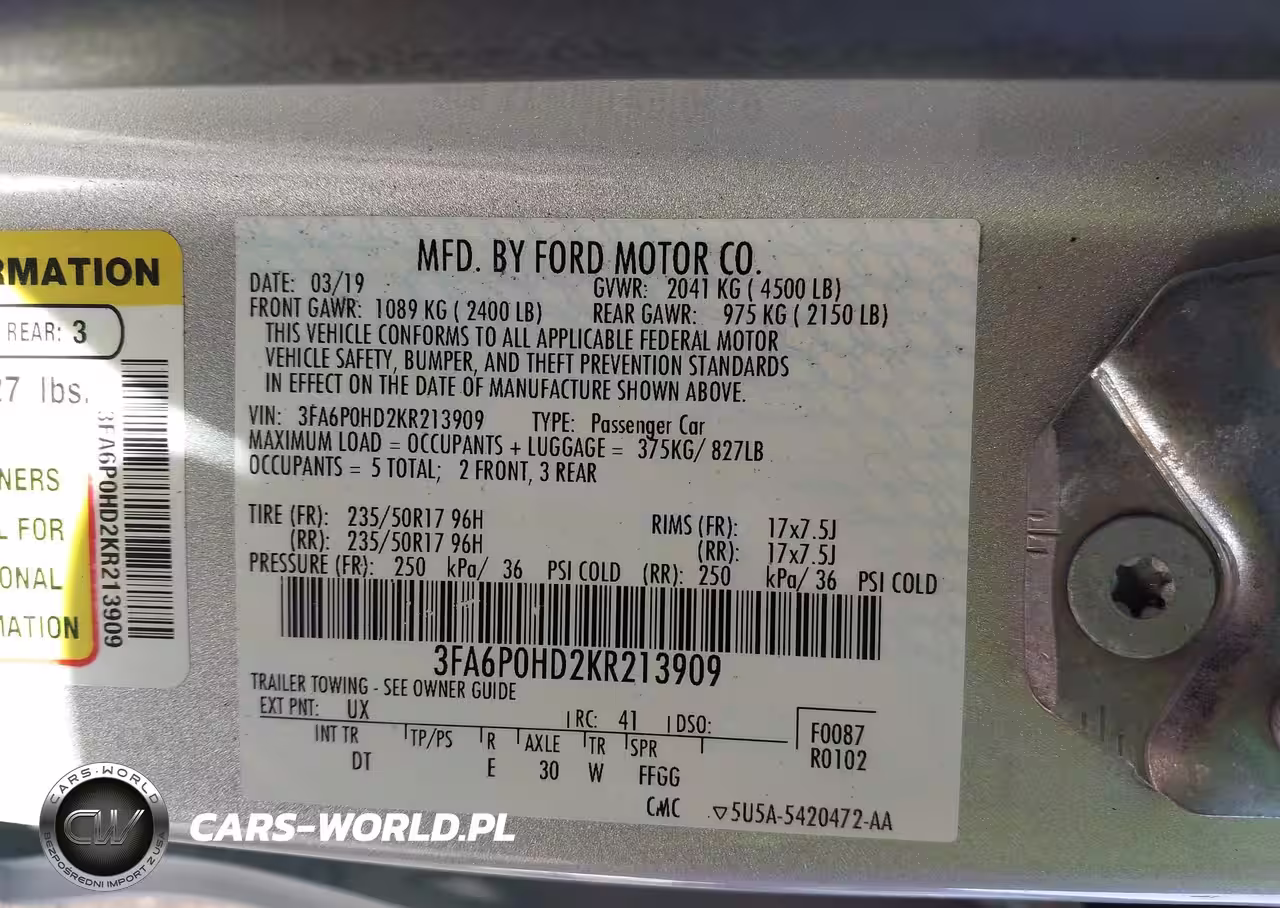 RMATION
REAR: 3
27 lbs.
NERS
L FOR
ONAL
MATION
3FA6P0HD2KR213909
MFD. BY FORD MOTOR CO.
DATE: 03/19 GVWR: 2041 KG ( 4500 LB)
FRONT GAWR: 1089 KG ( 2400 LB) REAR GAWR: 975 KG ( 2150 LB)
THIS VEHICLE CONFORMS TO ALL APPLICABLE FEDERAL MOTOR
VEHICLE SAFETY, BUMPER, AND THEFT PREVENTION STANDARDS
IN EFFECT ON THE DATE OF MANUFACTURE SHOWN ABOVE.
VIN: 3FA6P0HD2KR213909 TYPE: Passenger Car
MAXIMUM LOAD = OCCUPANTS + LUGGAGE = 375KG/ 827LB
OCCUPANTS = 5 TOTAL; 2 FRONT, 3 REAR
TIRE (FR): 235/50R17 96H RIMS (FR): 17x7.5J
(RR): 235/50R17 96H (RR): 17x7.5J
PRESSURE (FR): 250 kPa/ 36 PSI COLD (RR): 250 kPa/ 36 PSI COLD
3FA6P0HD2KR213909
TRAILER TOWING - SEE OWNER GUIDE
EXT PNT: UX RC: 41 DSO:
INT TR TP/PS R AXLE TR SPR F0087
DT E 30 W FFGG R0102
CMC ▽5U5A-5420472-AA
CARS-WORLD
CW
BEZPOŚREDNI IMPORT Z USA
CARS-WORLD.PL